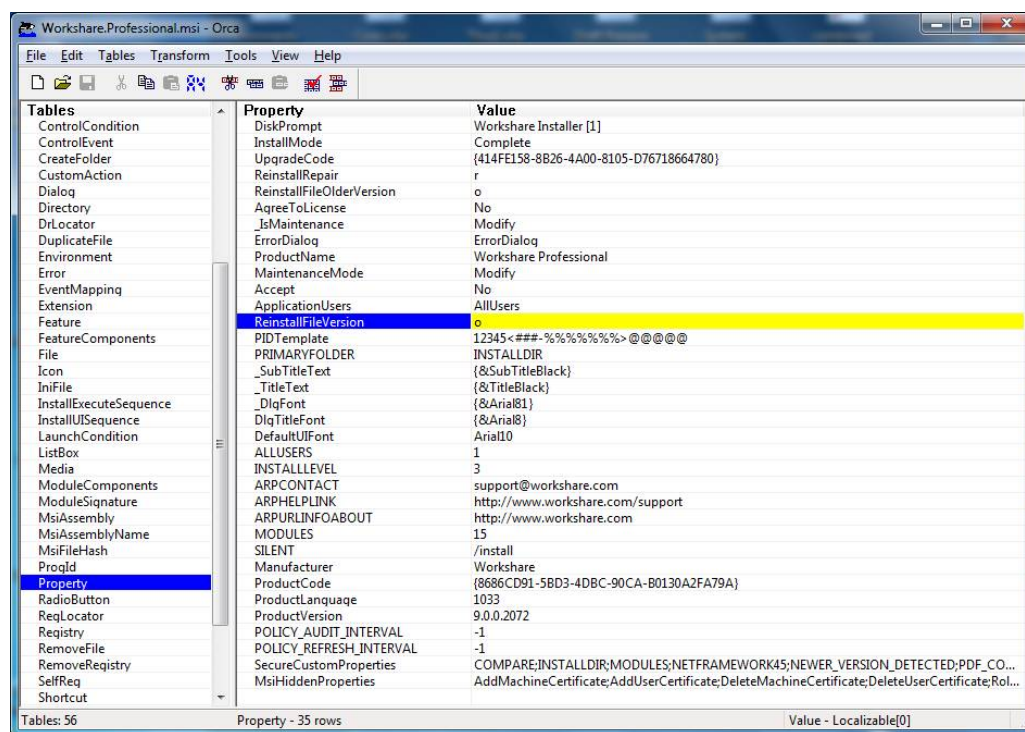 Workshare.Professional.msi - Orca
File Edit Tables Transform Tools View Help
Tables
ControlCondition
ControlEvent
CreateFolder
CustomAction
Dialog
Directory
DrLocator
DuplicateFile
Environment
Error
EventMapping
Extension
Feature
FeatureComponents
File
Icon
IniFile
InstallExecuteSequence
InstallUISequence
LaunchCondition
ListBox
Media
ModuleComponents
ModuleSignature
MsiAssembly
MsiAssemblyName
MsiFileHash
ProgId
Property
RadioButton
RegLocator
Registry
RemoveFile
RemoveRegistry
SelfReg
Shortcut
Property Value
DiskPrompt Workshare Installer [1]
InstallMode Complete
UpgradeCode {414FE158-8B26-4A00-8105-D76718664780}
ReinstallRepair r
ReinstallFileOlderVersion o
AgreeToLicense No
_IsMaintenance Modify
ErrorDialog ErrorDialog
ProductName Workshare Professional
MaintenanceMode Modify
Accept No
ApplicationUsers AllUsers
ReinstallFileVersion o
PIDTemplate 12345<###-%%%%%%%>@@@@@
PRIMARYFOLDER INSTALLDIR
_SubTitleText {&SubTitleBlack}
_TitleText {&TitleBlack}
_DlgFont {&Arial81}
DlgTitleFont {&Arial8}
DefaultUIFont Arial10
ALLUSERS 1
INSTALLLEVEL 3
ARPCONTACT support@workshare.com
ARPHELPLINK http://www.workshare.com/support
ARPURLINFOABOUT http://www.workshare.com
MODULES 15
SILENT /install
Manufacturer Workshare
ProductCode {8686CD91-5BD3-4DBC-90CA-B0130A2FA79A}
ProductLanguage 1033
ProductVersion 9.0.0.2072
POLICY_AUDIT_INTERVAL -1
POLICY_REFRESH_INTERVAL -1
SecureCustomProperties COMPARE;INSTALLDIR;MODULES;NETFRAMEWORK45;NEWER_VERSION_DETECTED;PDF_CO...
MsiHiddenProperties AddMachineCertificate;AddUserCertificate;DeleteMachineCertificate;DeleteUserCertificate;Rol...
Tables: 56 Property - 35 rows Value - Localizable[0]